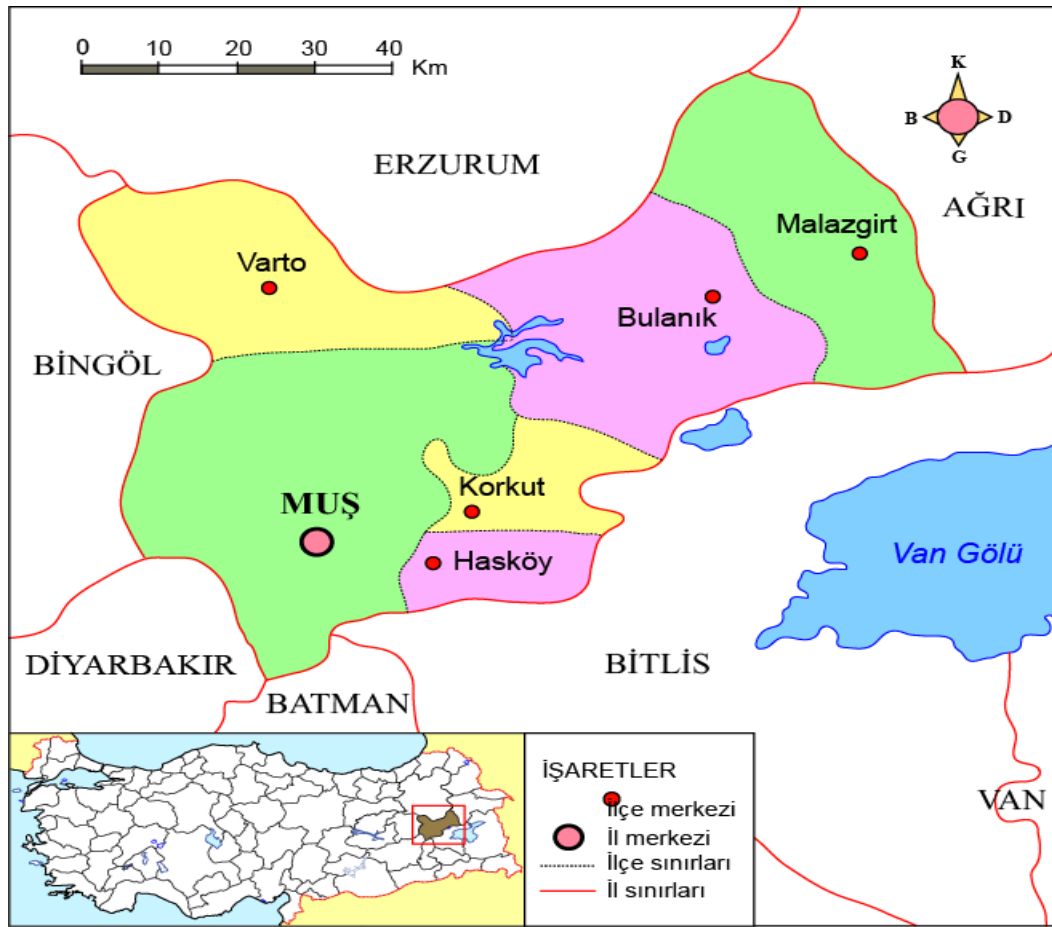 0 10 20 30 40
Km
K
B D
G
ERZURUM
AĞRI
Malazgirt
Varto
Bulanık
BİNGÖL
Korkut
MUŞ
Hasköy
Van Gölü
DİYARBAKIR
BİTLİS
BATMAN
VAN
İŞARETLER
İlçe merkezi
İl merkezi
İlçe sınırları
İl sınırları